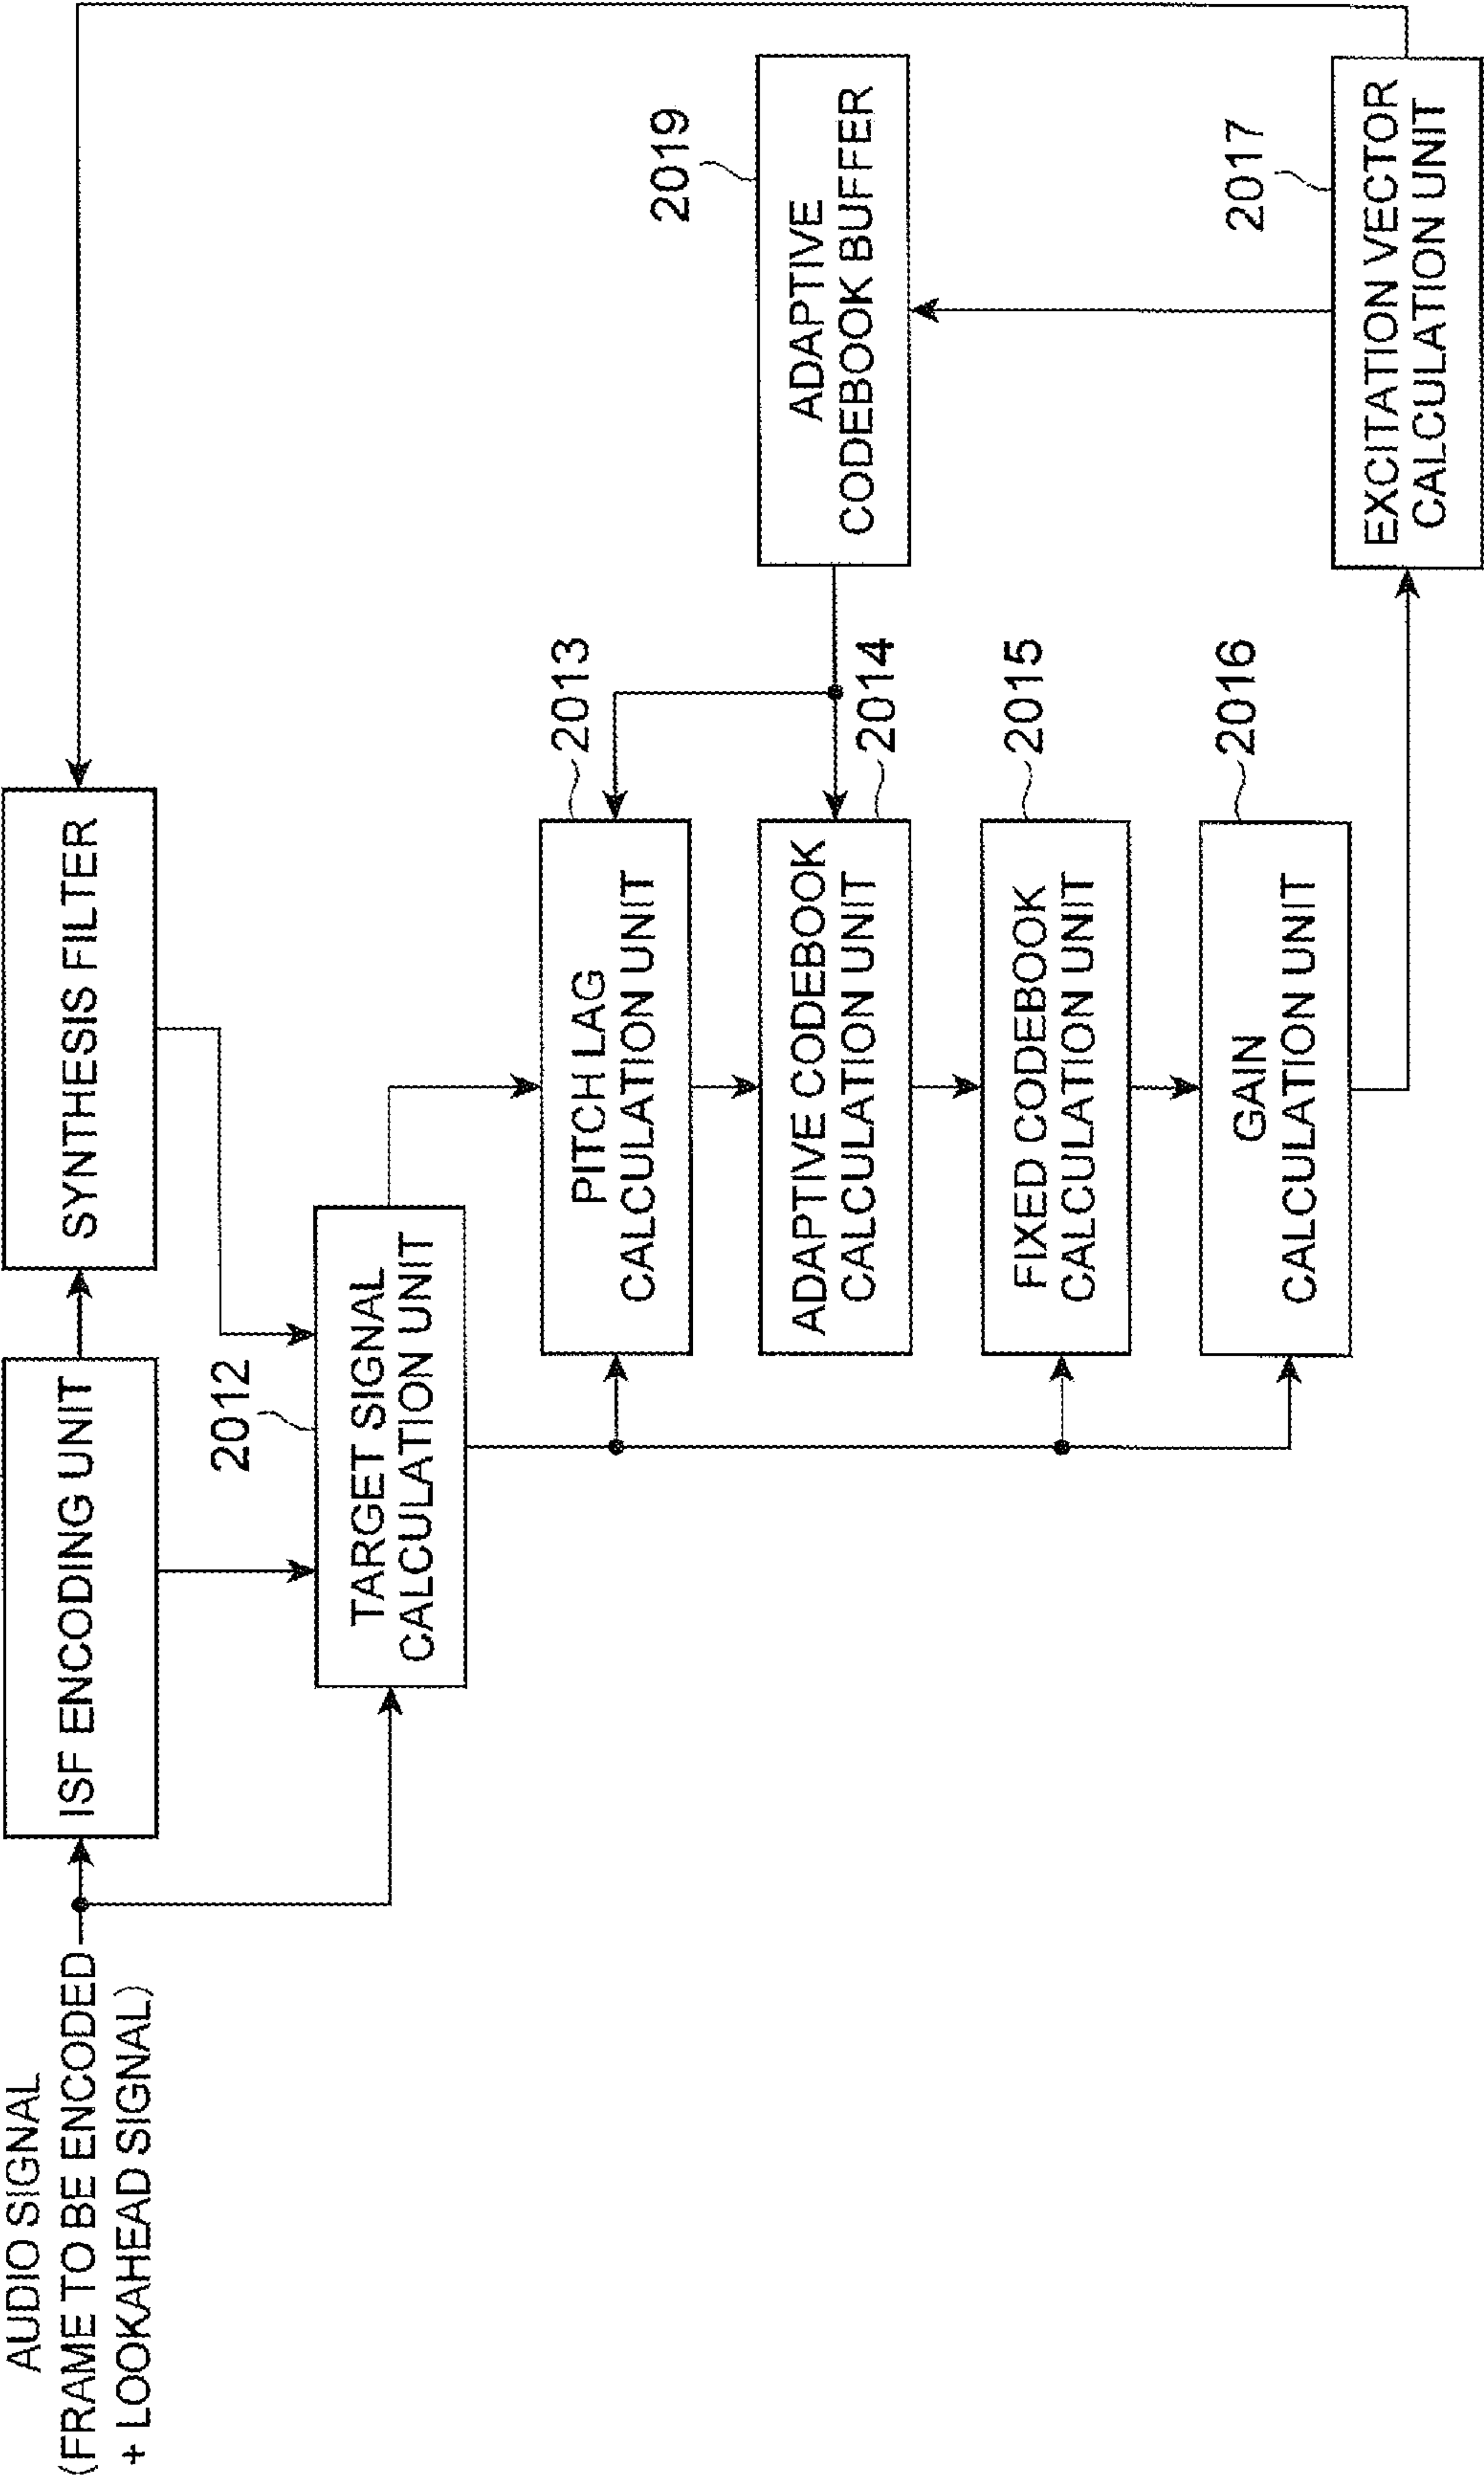 AUDIO SIGNAL
(FRAME TO BE ENCODED
+ LOOKAHEAD SIGNAL)
ISF ENCODING UNIT
SYNTHESIS FILTER
2012
TARGET SIGNAL
CALCULATION UNIT
2013
PITCH LAG
CALCULATION UNIT
2019
ADAPTIVE
CODEBOOK BUFFER
2014
ADAPTIVE CODEBOOK
CALCULATION UNIT
2015
FIXED CODEBOOK
CALCULATION UNIT
2016
GAIN
CALCULATION UNIT
2017
EXCITATION VECTOR
CALCULATION UNIT